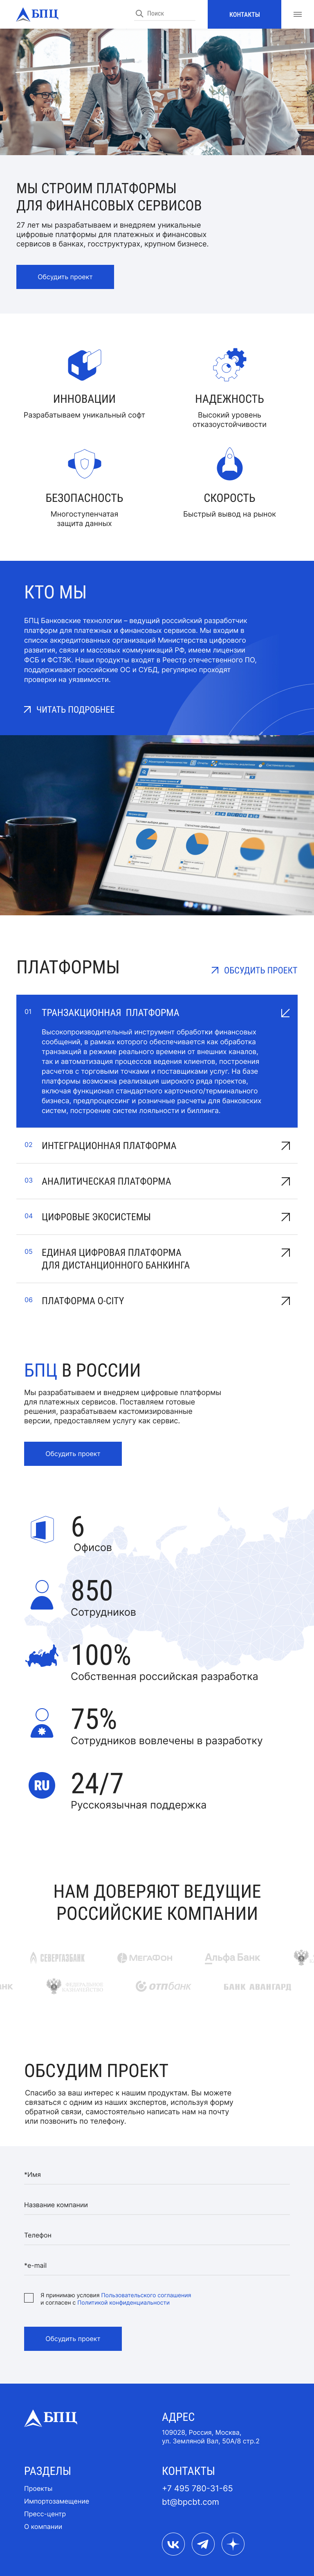 БПЦ
Поиск
КОНТАКТЫ
МЫ СТРОИМ ПЛАТФОРМЫ
ДЛЯ ФИНАНСОВЫХ СЕРВИСОВ
27 лет мы разрабатываем и внедряем уникальные
цифровые платформы для платежных и финансовых
сервисов в банках, госструктурах, крупном бизнесе.
Обсудить проект
ИННОВАЦИИ
Разрабатываем уникальный софт
НАДЕЖНОСТЬ
Высокий уровень
отказоустойчивости
БЕЗОПАСНОСТЬ
Многоступенчатая
защита данных
СКОРОСТЬ
Быстрый вывод на рынок
КТО МЫ
БПЦ Банковские технологии – ведущий российский разработчик
платформ для платежных и финансовых сервисов. Мы входим в
список аккредитованных организаций Министерства цифрового
развития, связи и массовых коммуникаций РФ, имеем лицензии
ФСБ и ФСТЭК. Наши продукты входят в Реестр отечественного ПО,
поддерживают российские ОС и СУБД, регулярно проходят
проверки на уязвимости.
ЧИТАТЬ ПОДРОБНЕЕ
ПЛАТФОРМЫ
ОБСУДИТЬ ПРОЕКТ
01 ТРАНЗАКЦИОННАЯ ПЛАТФОРМА
Высокопроизводительный инструмент обработки финансовых
сообщений, в рамках которого обеспечивается как обработка
транзакций в режиме реального времени от внешних каналов,
так и автоматизация процессов ведения клиентов, построения
расчетов с торговыми точками и поставщиками услуг. На базе
платформы возможна реализация широкого ряда проектов,
включая функционал стандартного карточного/терминального
бизнеса, предпроцессинг и розничные расчеты для банковских
систем, построение систем лояльности и биллинга.
02 ИНТЕГРАЦИОННАЯ ПЛАТФОРМА
03 АНАЛИТИЧЕСКАЯ ПЛАТФОРМА
04 ЦИФРОВЫЕ ЭКОСИСТЕМЫ
05 ЕДИНАЯ ЦИФРОВАЯ ПЛАТФОРМА
ДЛЯ ДИСТАНЦИОННОГО БАНКИНГА
06 ПЛАТФОРМА O-CITY
БПЦ В РОССИИ
Мы разрабатываем и внедряем цифровые платформы
для платежных сервисов. Поставляем готовые
решения, разрабатываем кастомизированные
версии, предоставляем услугу как сервис.
Обсудить проект
6
Офисов
850
Сотрудников
100%
Собственная российская разработка
75%
Сотрудников вовлечены в разработку
RU
24/7
Русскоязычная поддержка
НАМ ДОВЕРЯЮТ ВЕДУЩИЕ
РОССИЙСКИЕ КОМПАНИИ
СЕВЕРГАЗБАНК
МЕГАФОН
Альфа Банк
ФЕДЕРАЛЬНОЕ
КАЗНАЧЕЙСТВО
отпбанк
БАНК АВАНГАРД
ОБСУДИМ ПРОЕКТ
Спасибо за ваш интерес к нашим продуктам. Вы можете
связаться с одним из наших экспертов, используя форму
обратной связи, самостоятельно написать нам на почту
или позвонить по телефону.
*Имя
Название компании
Телефон
*e-mail
Я принимаю условия Пользовательского соглашения
и согласен с Политикой конфиденциальности
Обсудить проект
БПЦ
АДРЕС
109028, Россия, Москва,
ул. Земляной Вал, 50А/8 стр.2
РАЗДЕЛЫ
Проекты
Импортозамещение
Пресс-центр
О компании
КОНТАКТЫ
+7 495 780-31-65
bt@bpcbt.com